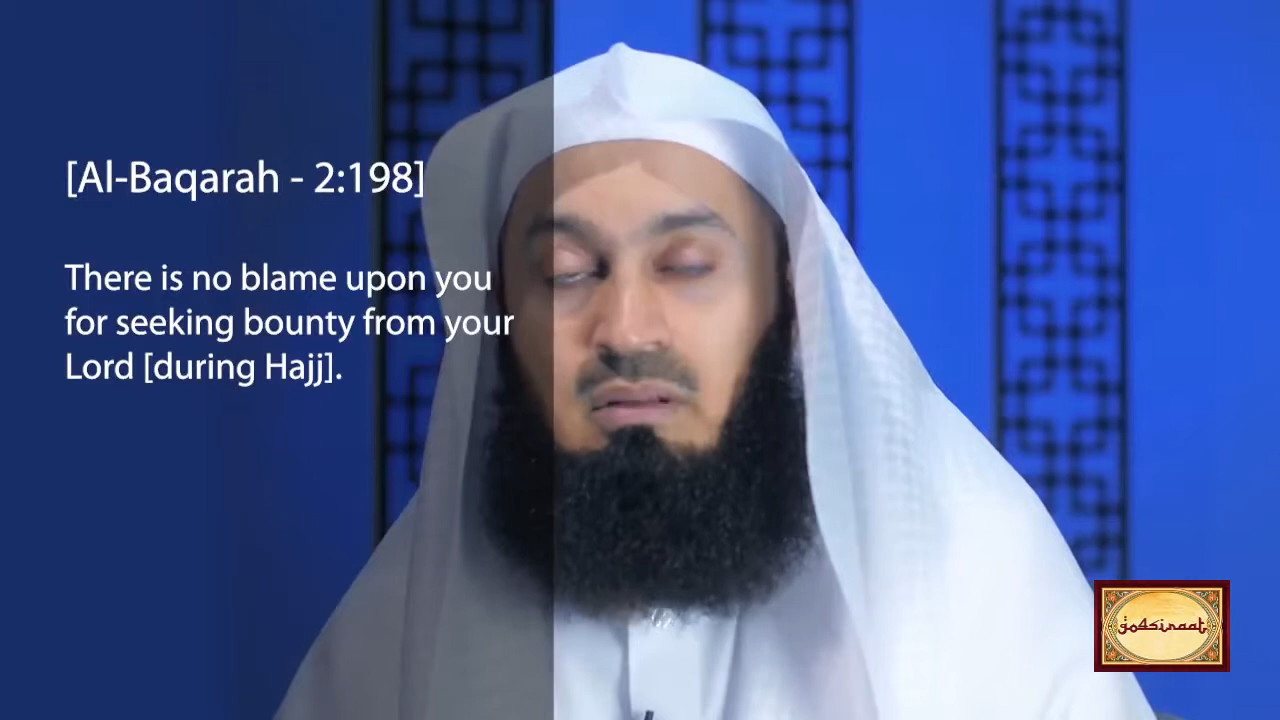 [Al-Baqarah - 2:198]
There is no blame upon you
for seeking bounty from your
Lord [during Hajj].